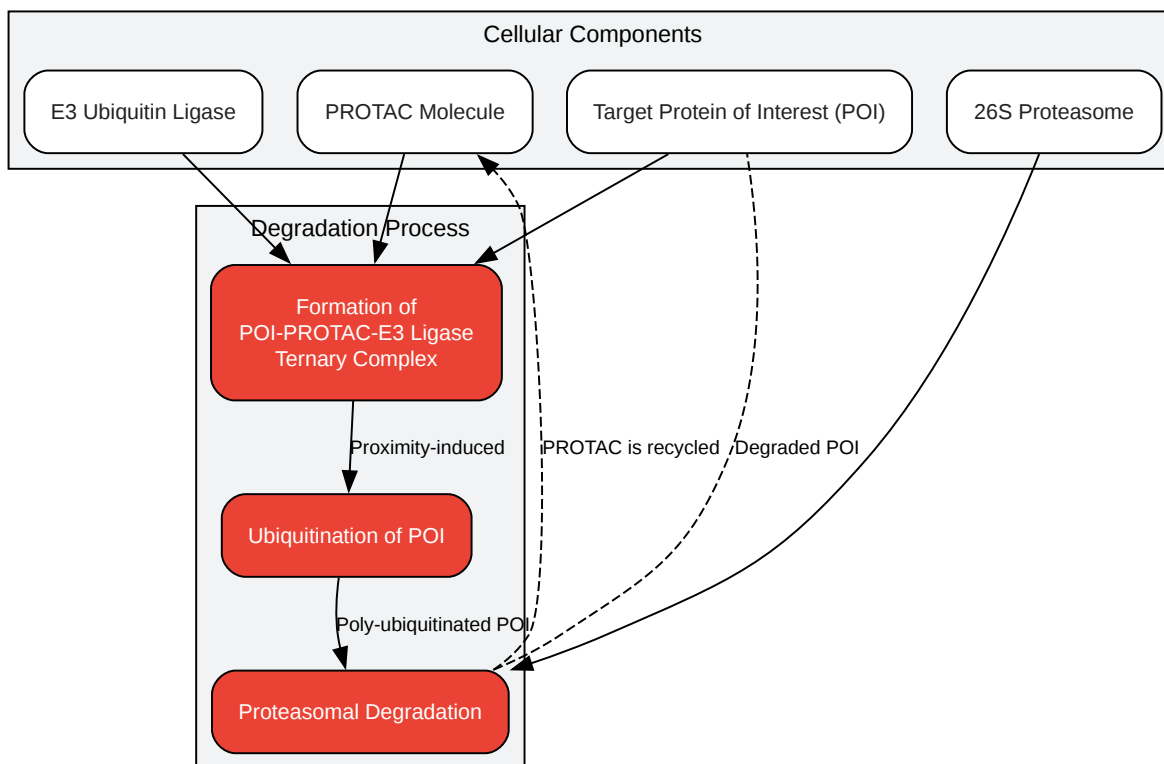 Cellular Components
E3 Ubiquitin Ligase
PROTAC Molecule
Target Protein of Interest (POI)
26S Proteasome
Degradation Process
Formation of
POI-PROTAC-E3 Ligase
Ternary Complex
Proximity-induced
PROTAC is recycled
Degraded POI
Ubiquitination of POI
Poly-ubiquitinated POI
Proteasomal Degradation